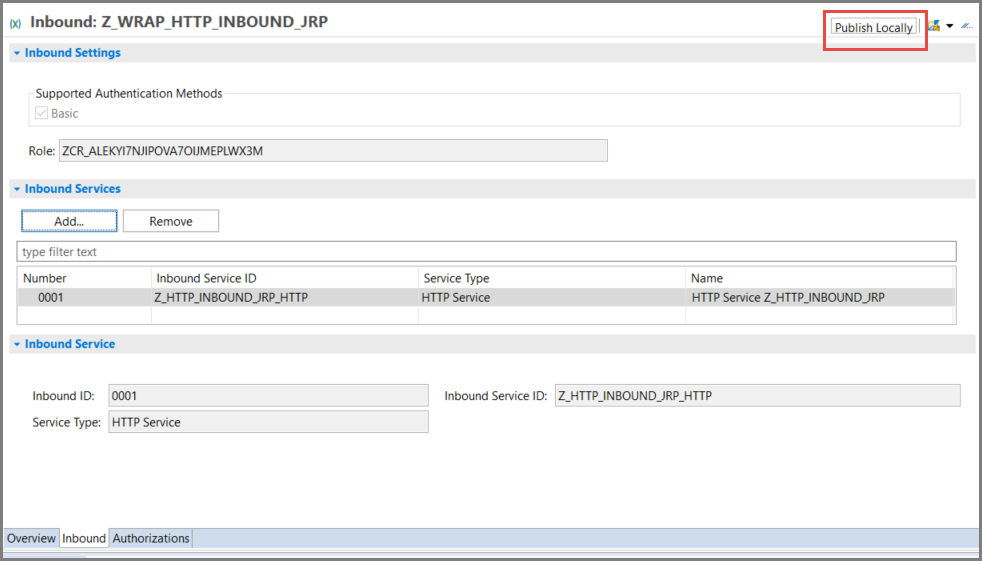 (x) Inbound: Z_WRAP_HTTP_INBOUND_JRP
Publish Locally
Inbound Settings
Supported Authentication Methods
Basic
Role: ZCR_ALEKYI7NJIPOVA7OIJMEPLWX3M
Inbound Services
Add... Remove
type filter text
Number Inbound Service ID Service Type Name
0001 Z_HTTP_INBOUND_JRP_HTTP HTTP Service HTTP Service Z_HTTP_INBOUND_JRP
Inbound Service
Inbound ID: 0001 Inbound Service ID: Z_HTTP_INBOUND_JRP_HTTP
Service Type: HTTP Service
Overview Inbound Authorizations